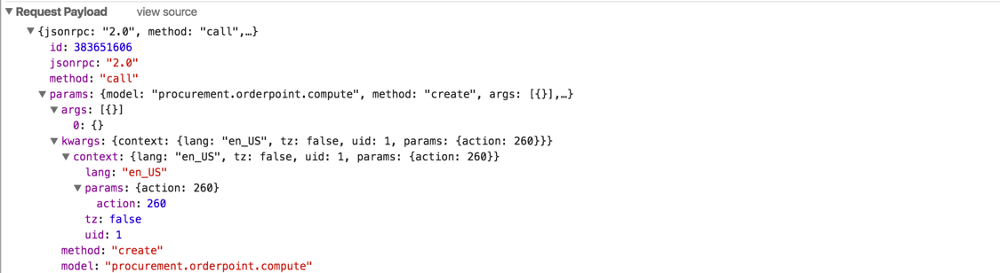 Request Payload view source
{jsonrpc: "2.0", method: "call",…}
id: 383651606
jsonrpc: "2.0"
method: "call"
params: {model: "procurement.orderpoint.compute", method: "create", args: [{}],…}
args: [{}]
0: {}
kwargs: {context: {lang: "en_US", tz: false, uid: 1, params: {action: 260}}}
context: {lang: "en_US", tz: false, uid: 1, params: {action: 260}}
lang: "en_US"
params: {action: 260}
action: 260
tz: false
uid: 1
method: "create"
model: "procurement.orderpoint.compute"